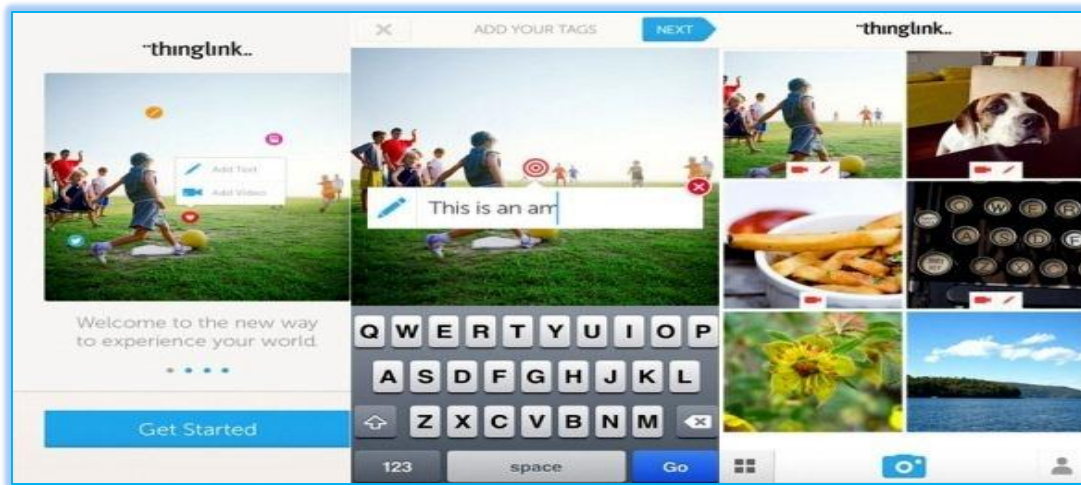 ¨thinglink..
Add Text
Add Video
Welcome to the new way
to experience your world.
Get Started
ADD YOUR TAGS
NEXT
This is an am
Q W E R T Y U I O P
A S D F G H J K L
Z X C V B N M
123
space
Go
¨thinglink..
Q W E R
A S D F
Z X C